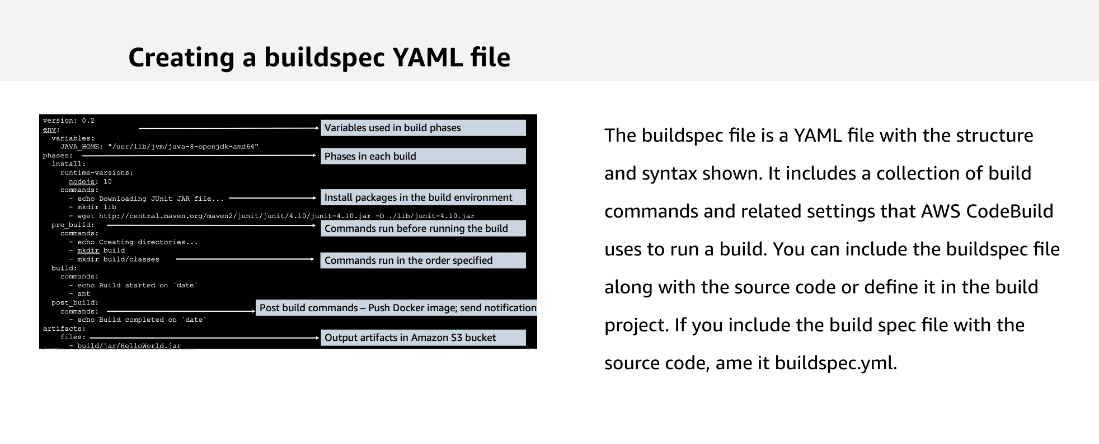 Creating a buildspec YAML file
version: 0.2
env:
variables:
JAVA_HOME: "/usr/lib/jvm/java-8-openjdk-amd64"
phases:
install:
runtime-versions:
nodejs: 10
commands:
- echo Downloading JUnit JAR file...
- mkdir lib
- wget http://central.maven.org/maven2/junit/junit/4.10/junit-4.10.jar -O ./lib/junit-4.10.jar
pre_build:
commands:
- echo Creating directories...
- mkdir build
- mkdir build/classes
build:
commands:
- echo Build started on `date`
- ant
post_build:
commands:
- echo Build completed on `date`
artifacts:
files:
- build/jar/HelloWorld.jar
Variables used in build phases
Phases in each build
Install packages in the build environment
Commands run before running the build
Commands run in the order specified
Post build commands – Push Docker image; send notification
Output artifacts in Amazon S3 bucket
The buildspec file is a YAML file with the structure
and syntax shown. It includes a collection of build
commands and related settings that AWS CodeBuild
uses to run a build. You can include the buildspec file
along with the source code or define it in the build
project. If you include the build spec file with the
source code, ame it buildspec.yml.